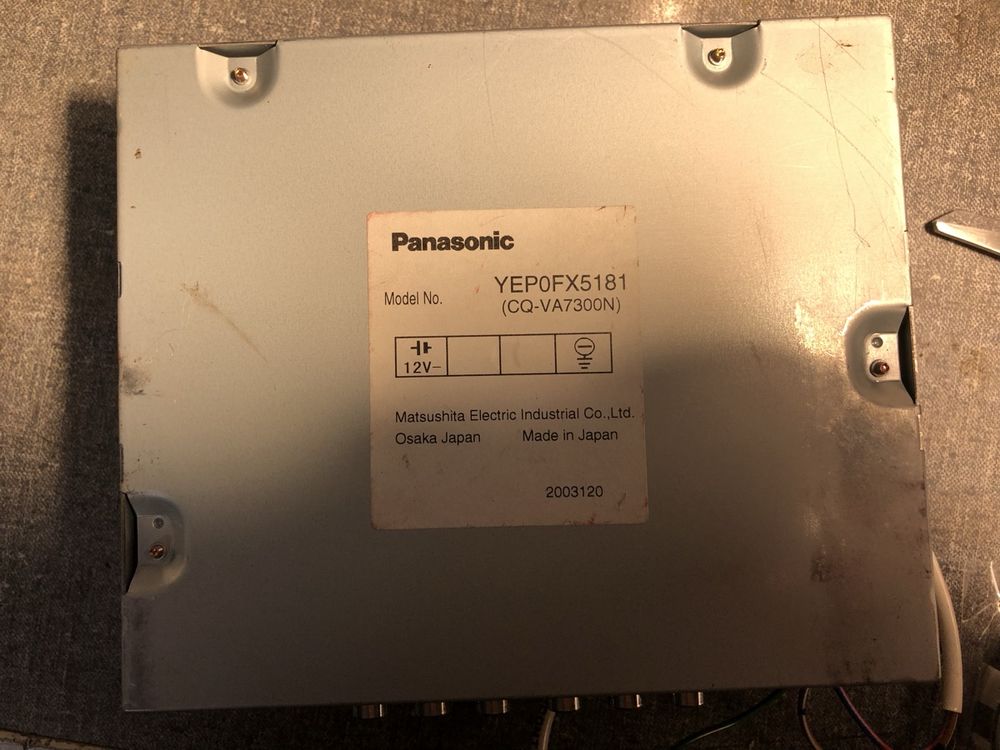 Panasonic
Model No. YEP0FX5181
(CQ-VA7300N)
12V-
Matsushita Electric Industrial Co.,Ltd.
Osaka Japan Made in Japan
2003120